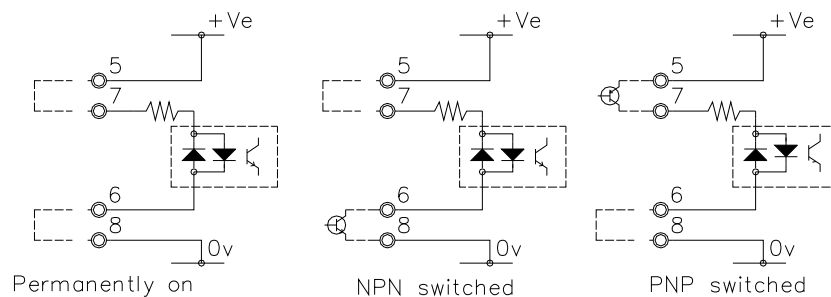 +Ve +Ve +Ve
5 5 5
7 7 7
6 6 6
8 8 8
0v 0v 0v
Permanently on NPN switched PNP switched